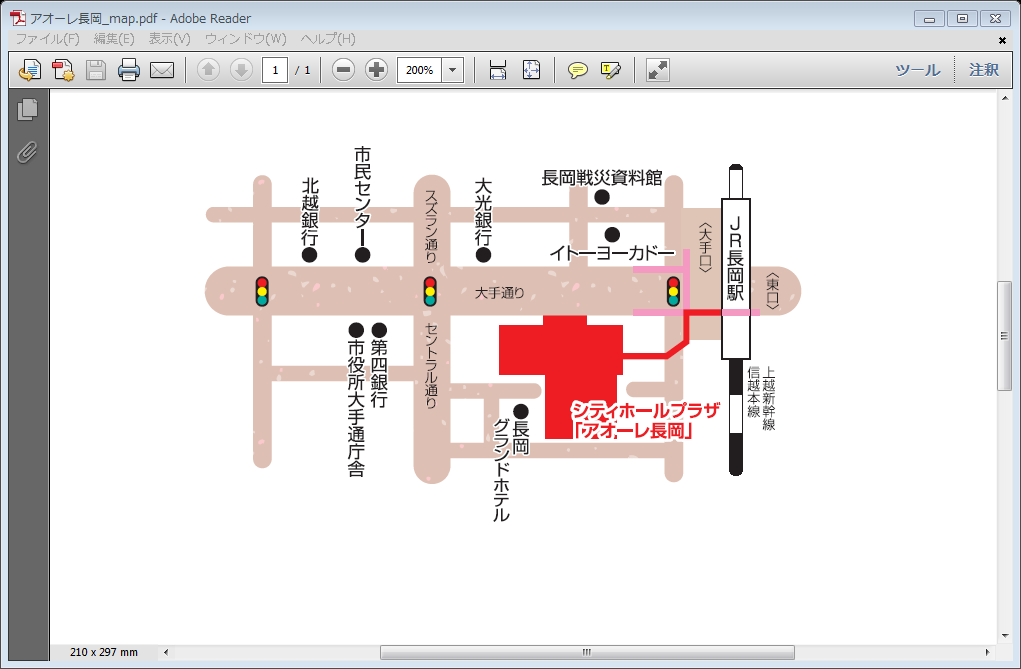 アオーレ長岡_map.pdf - Adobe Reader
ファイル(F) 編集(E) 表示(V) ウィンドウ(W) ヘルプ(H)
1 / 1 200% ツール 注釈
市民センター
北越銀行
スズラン通り
大光銀行
長岡戦災資料館
イトーヨーカドー
〈大手口〉
JR長岡駅
〈東口〉
大手通り
市役所大手通庁舎
第四銀行
セントラル通り
長岡
グランドホテル
シティホールプラザ
「アオーレ長岡」
上越新幹線
信越本線
210 x 297 mm